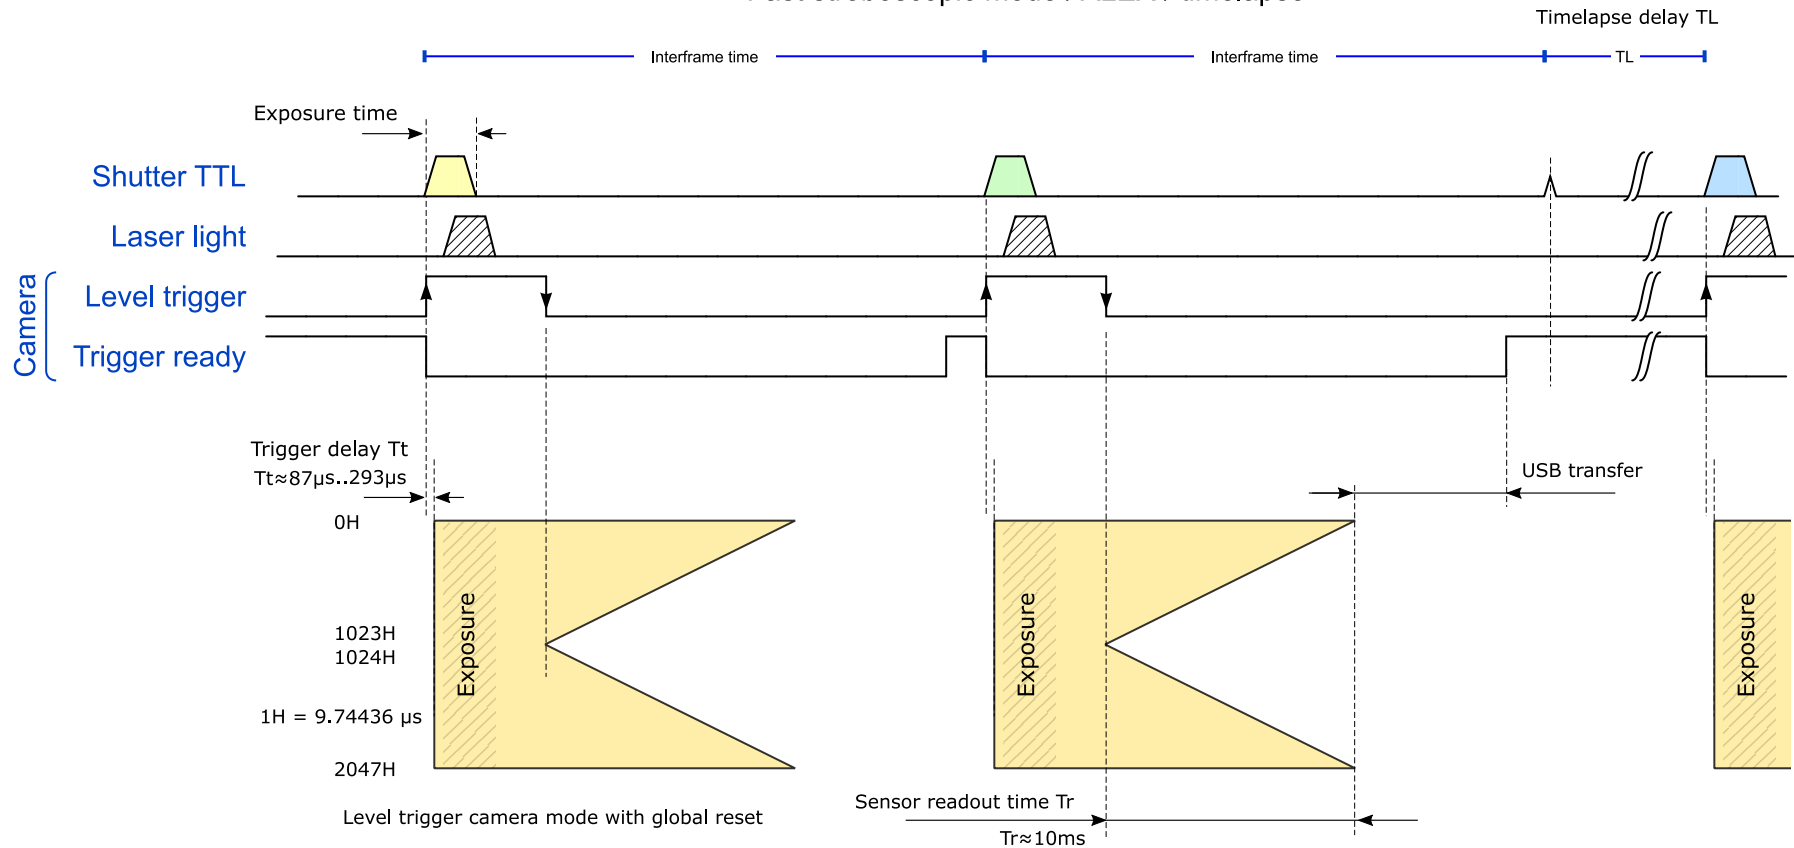 Timelapse delay TL
Interframe time
Interframe time
TL
Exposure time
Shutter TTL
Laser light
Camera
Level trigger
Trigger ready
Trigger delay Tt
Tt≈87µs..293µs
USB transfer
0H
Exposure
Exposure
Exposure
1023H
1024H
1H = 9.74436 µs
2047H
Sensor readout time Tr
Level trigger camera mode with global reset
Tr≈10ms